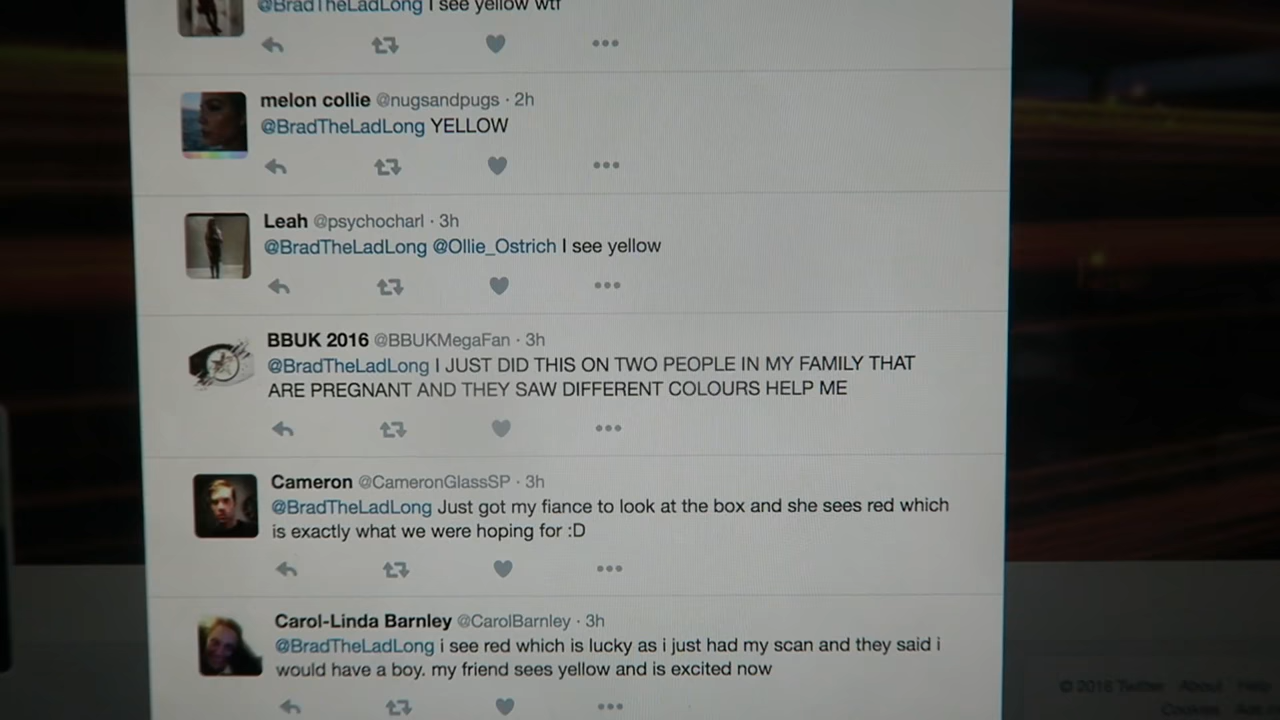 @BradTheLadLong I see yellow wtf
melon collie @nugsandpugs · 2h
@BradTheLadLong YELLOW
Leah @psychocharl · 3h
@BradTheLadLong @Ollie_Ostrich I see yellow
BBUK 2016 @BBUKMegaFan · 3h
@BradTheLadLong I JUST DID THIS ON TWO PEOPLE IN MY FAMILY THAT
ARE PREGNANT AND THEY SAW DIFFERENT COLOURS HELP ME
Cameron @CameronGlassSP · 3h
@BradTheLadLong Just got my fiance to look at the box and she sees red which
is exactly what we were hoping for :D
Carol-Linda Barnley @CarolBarnley · 3h
@BradTheLadLong i see red which is lucky as i just had my scan and they said i
would have a boy. my friend sees yellow and is excited now
© 2016 Twitter About Help
Cookies